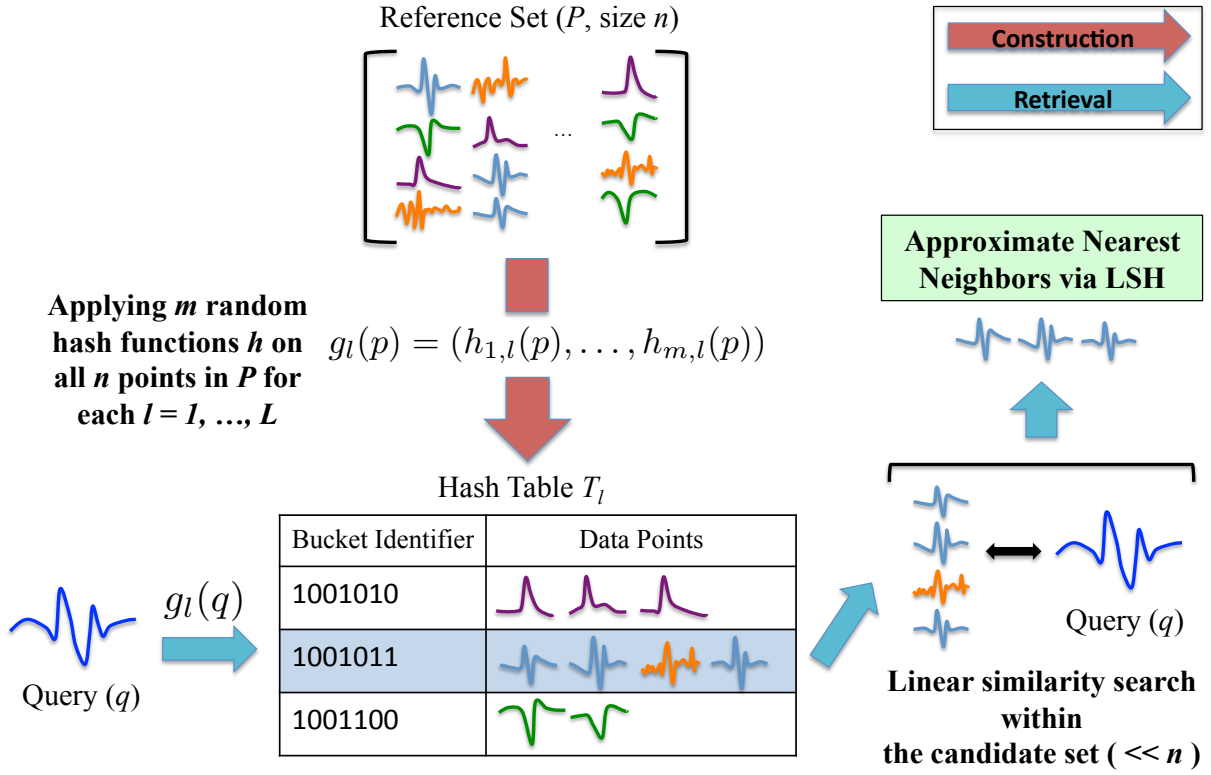 Reference Set (P, size n)
...
Construction
Retrieval
Applying m random
hash functions h on
all n points in P for
each l = 1, ..., L
g_l(p) = (h_{1,l}(p), . . . , h_{m,l}(p))
Approximate Nearest
Neighbors via LSH
Hash Table T_l
Bucket Identifier Data Points
1001010
1001011
1001100
g_l(q)
Query (q)
Query (q)
Linear similarity search
within
the candidate set ( << n )